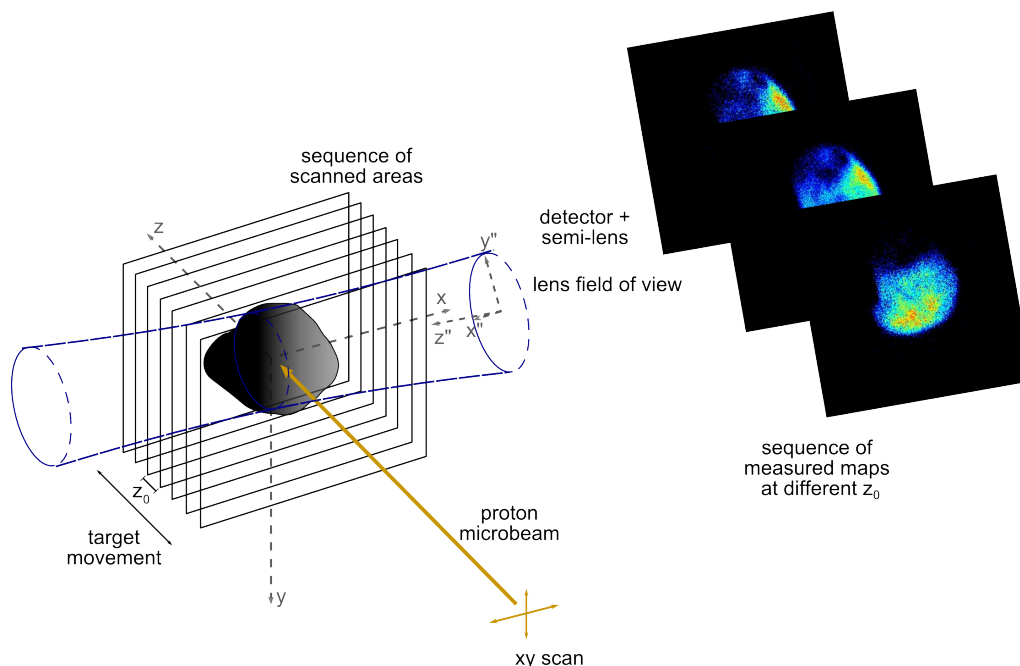 sequence of
scanned areas
z
detector +
semi-lens
y"
lens field of view
x
x"
z"
z₀
target
movement
proton
microbeam
y
xy scan
sequence of
measured maps
at different z₀